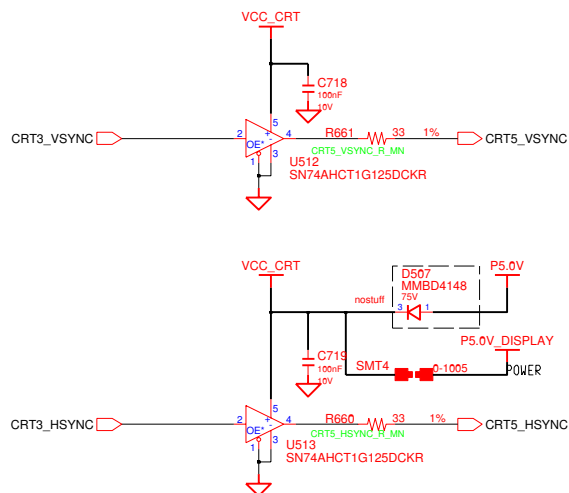 VCC_CRT
C718
100nF
10V
5
CRT3_VSYNC
2
+
-
4
R661
33
1%
CRT5_VSYNC
OE*
CRT5_VSYNC_R_MN
1
3
U512
SN74AHCT1G125DCKR
VCC_CRT
D507
MMBD4148
75V
P5.0V
nostuff
3
1
P5.0V_DISPLAY
C719
100nF
10V
SMT4
0-1005
POWER
5
CRT3_HSYNC
2
+
-
4
R660
33
1%
CRT5_HSYNC
OE*
CRT5_HSYNC_R_MN
1
3
U513
SN74AHCT1G125DCKR